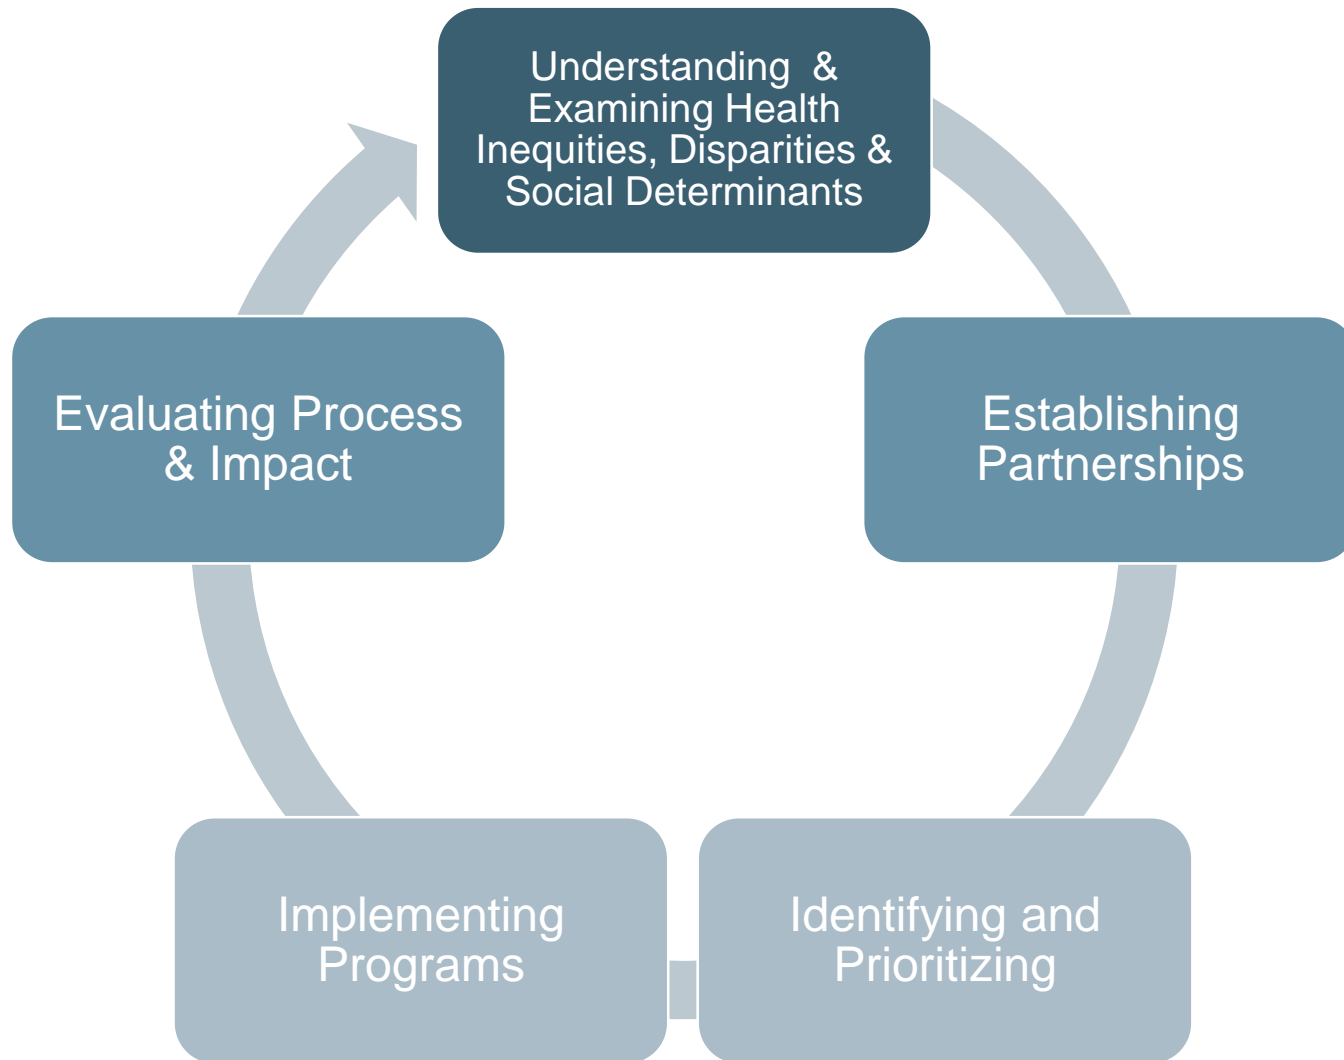 Understanding &
Examining Health
Inequities, Disparities &
Social Determinants
Establishing
Partnerships
Identifying and
Prioritizing
Implementing
Programs
Evaluating Process
& Impact